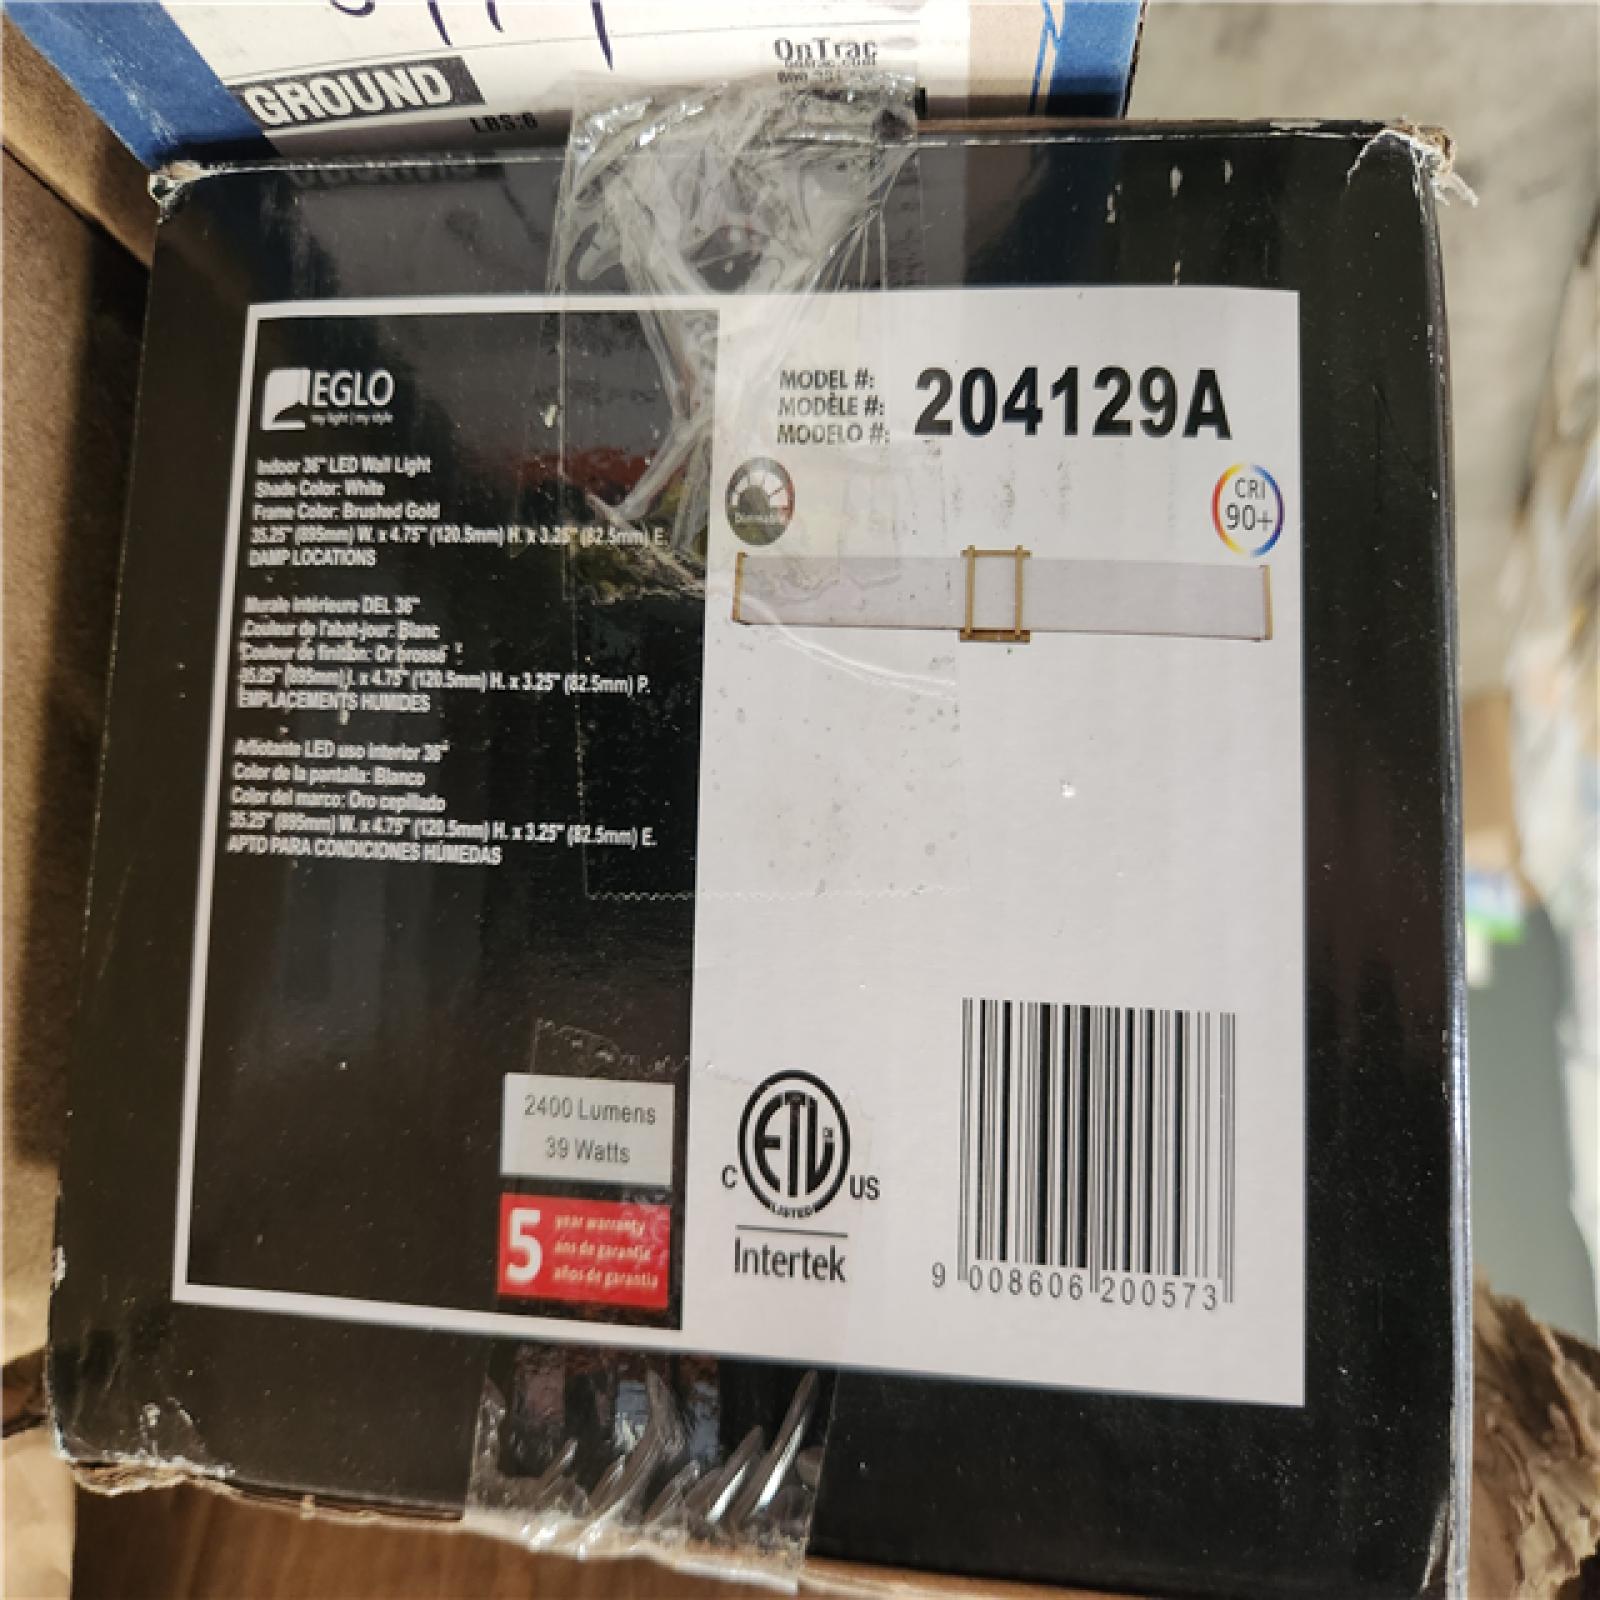 GROUND
LBS:6
OnTrac
EGLO
my light | my style
Indoor 36" LED Wall Light
Shade Color: White
Frame Color: Brushed Gold
35.25" (895mm) W. x 4.75" (120.5mm) H. x 3.25" (82.5mm) E.
DAMP LOCATIONS
Murale intérieure DEL 36"
Couleur de l'abat-jour: Blanc
Couleur de finition: Or brossé
35.25" (895mm) l. x 4.75" (120.5mm) H. x 3.25" (82.5mm) P.
EMPLACEMENTS HUMIDES
Arbotante LED uso interior 36"
Color de la pantalla: Blanco
Color del marco: Oro cepillado
35.25" (895mm) W. x 4.75" (120.5mm) H. x 3.25" (82.5mm) E.
APTO PARA CONDICIONES HÚMEDAS
2400 Lumens
39 Watts
5
year warranty
ans de garantie
años de garantía
MODEL #:
MODÈLE #:
MODELO #:
204129A
Dimmable
CRI
90+
ETL
CM
LISTED
C
US
Intertek
9 008606 200573